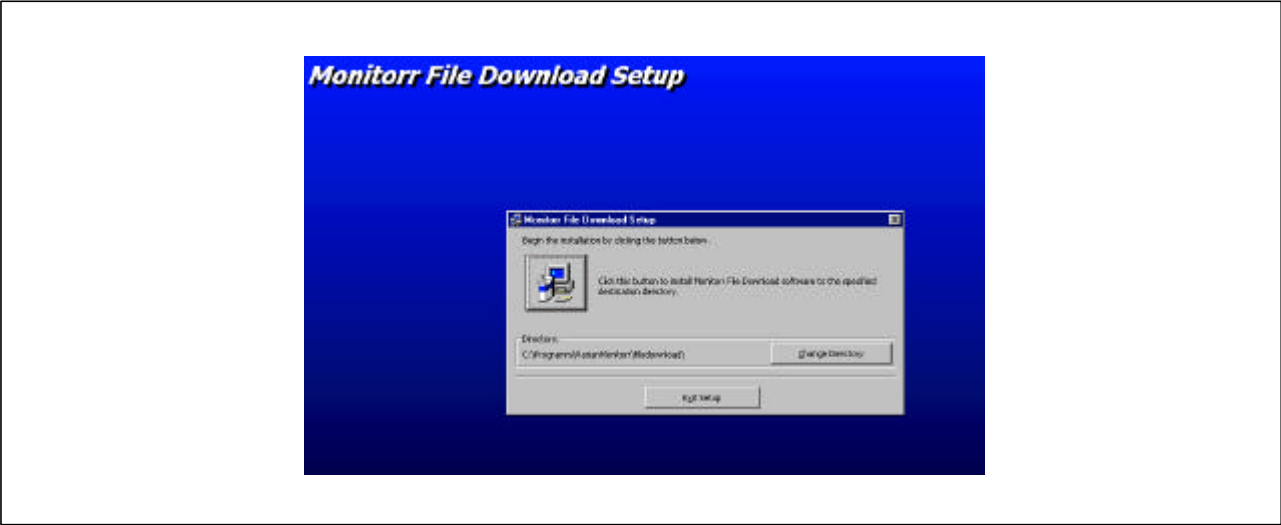 Monitorr File Download Setup
Monitorr File Download Setup
Begin the installation by clicking the button below.
Click this button to install Monitorr File Download software to the specified
destination directory.
Directory:
Change Directory
Exit Setup